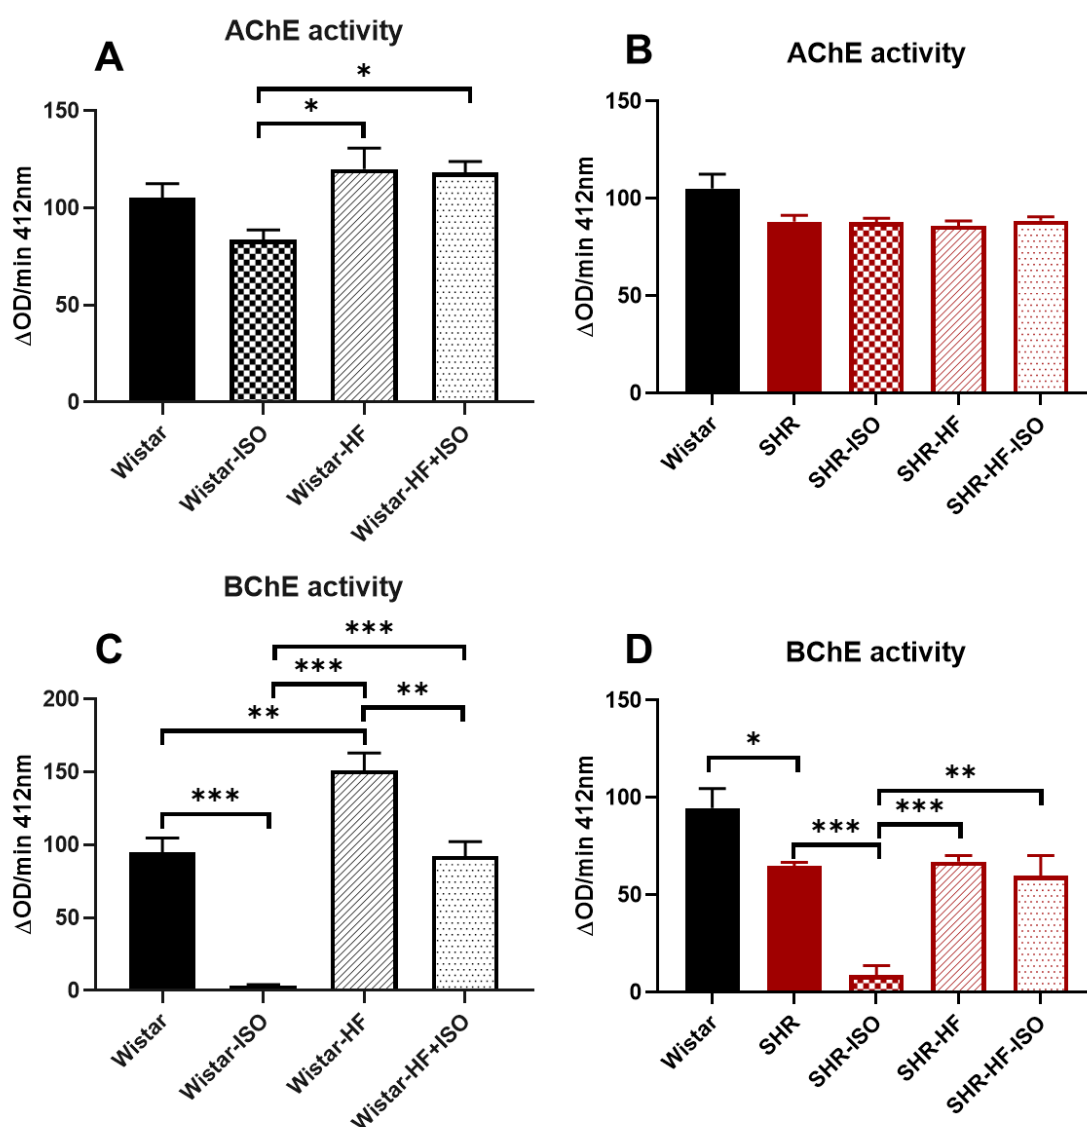 A
AChE activity
*
*
150
100
50
0
ΔOD/min 412nm
Wistar
Wistar-ISO
Wistar-HF
Wistar-HF+ISO
B
AChE activity
150
100
50
0
ΔOD/min 412nm
Wistar
SHR
SHR-ISO
SHR-HF
SHR-HF-ISO
C
BChE activity
***
***
**
**
***
200
150
100
50
0
ΔOD/min 412nm
Wistar
Wistar-ISO
Wistar-HF
Wistar-HF+ISO
D
BChE activity
*
**
***
***
150
100
50
0
ΔOD/min 412nm
Wistar
SHR
SHR-ISO
SHR-HF
SHR-HF-ISO